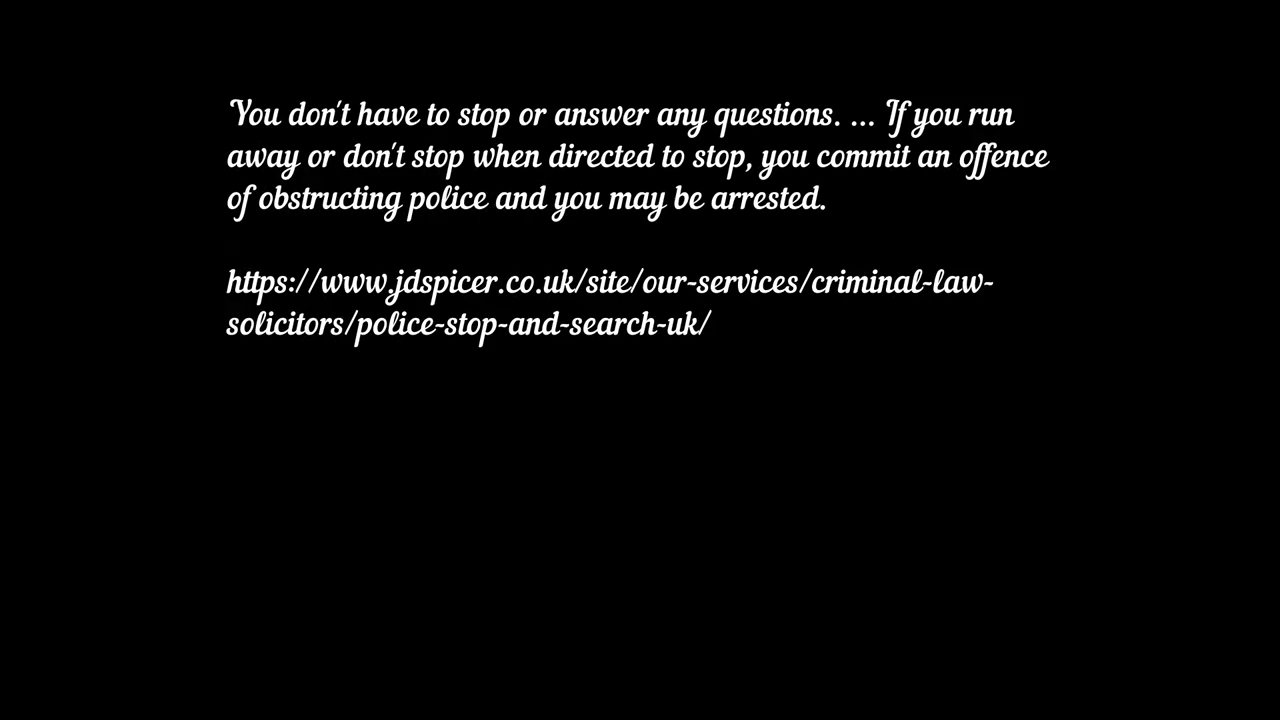 You don't have to stop or answer any questions. ... If you run
away or don't stop when directed to stop, you commit an offence
of obstructing police and you may be arrested.
https://www.jdspicer.co.uk/site/our-services/criminal-law-
solicitors/police-stop-and-search-uk/